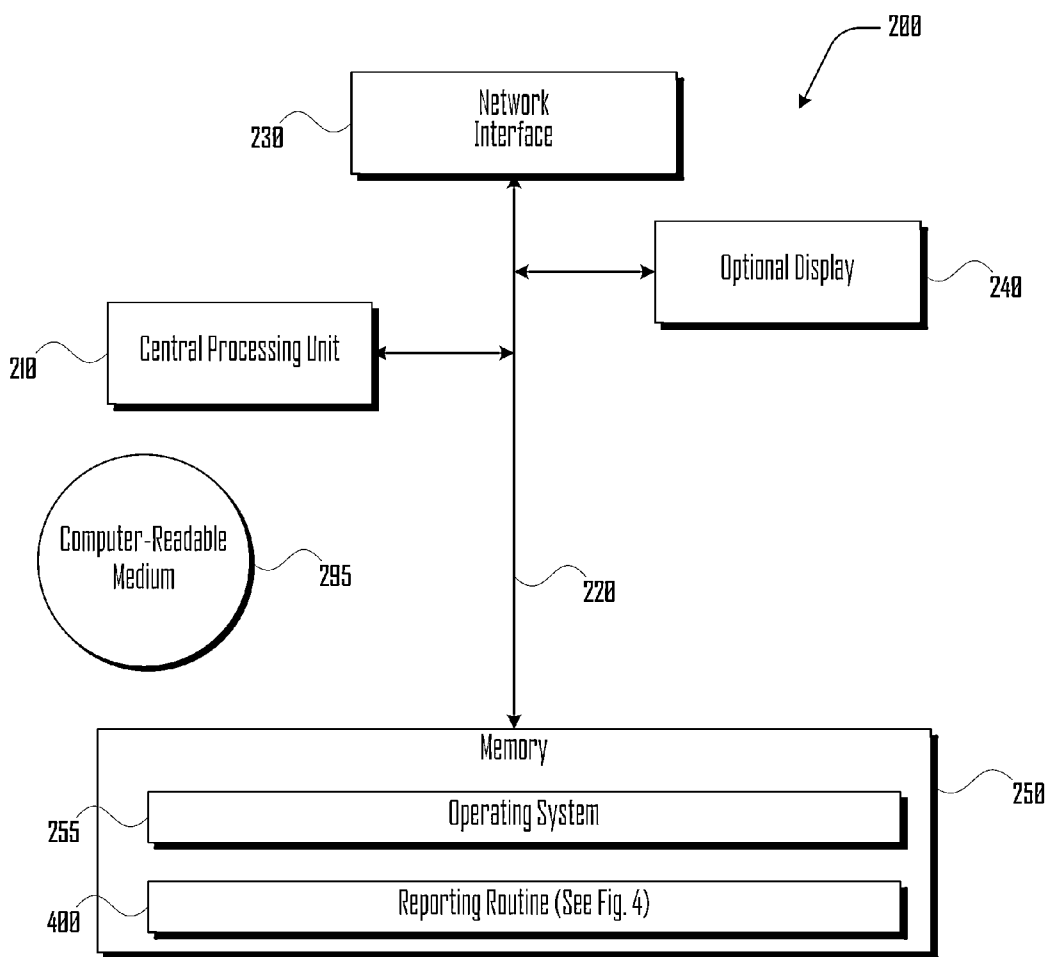 200
Network
Interface
230
Optional Display
240
Central Processing Unit
210
Computer-Readable
Medium
295
220
Memory
250
Operating System
255
Reporting Routine (See Fig. 4)
400